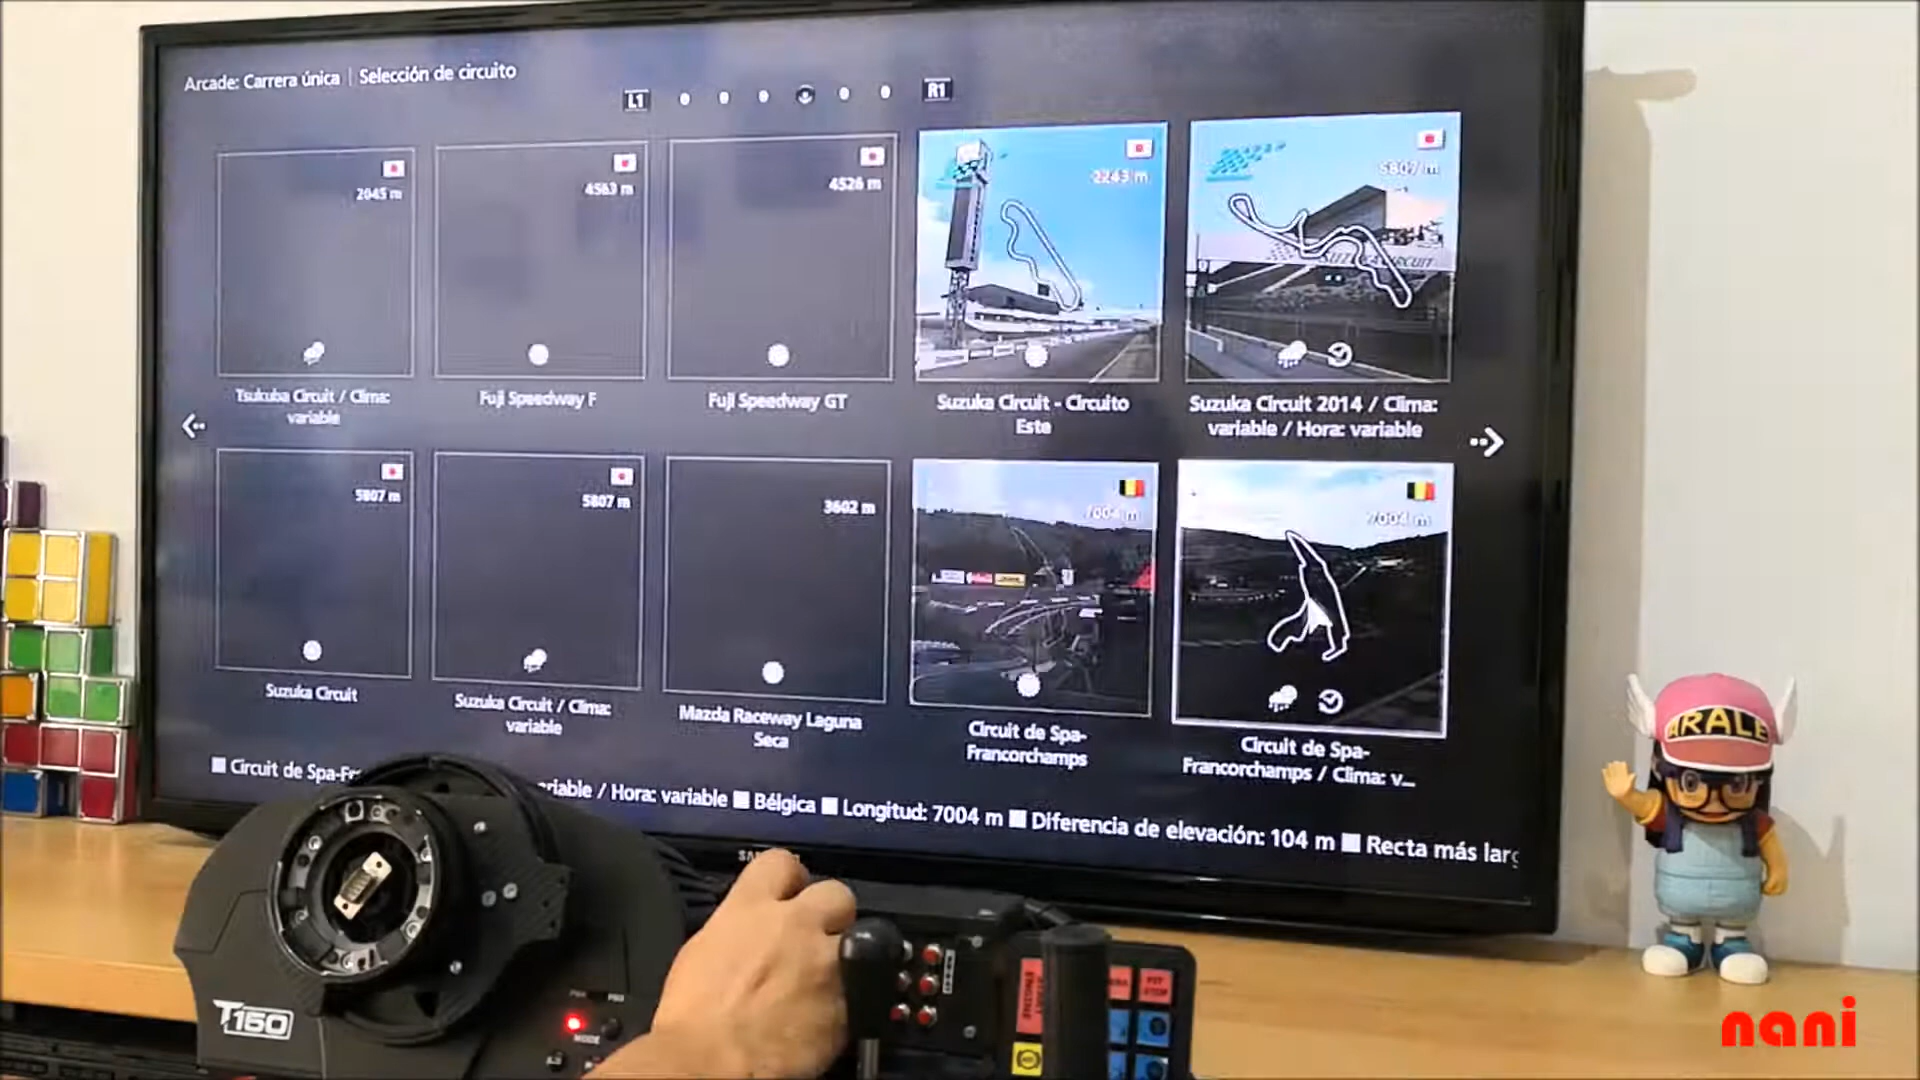 Arcade: Carrera única | Selección de circuito
L1
R1
2045 m
4563 m
4526 m
2243 m
5807 m
Tsukuba Circuit / Clima:
variable
Fuji Speedway F
Fuji Speedway GT
Suzuka Circuit - Circuito
Este
Suzuka Circuit 2014 / Clima:
variable / Hora: variable
5807 m
5807 m
3602 m
7004 m
7004 m
Suzuka Circuit
Suzuka Circuit / Clima:
variable
Mazda Raceway Laguna
Seca
Circuit de Spa-
Francorchamps
Circuit de Spa-
Francorchamps / Clima: v...
Circuit de Spa-Fr
riable / Hora: variable ■ Bélgica ■ Longitud: 7004 m ■ Diferencia de elevación: 104 m ■ Recta más larg
T150
MODE
PIT
STOP
ARALE
nani